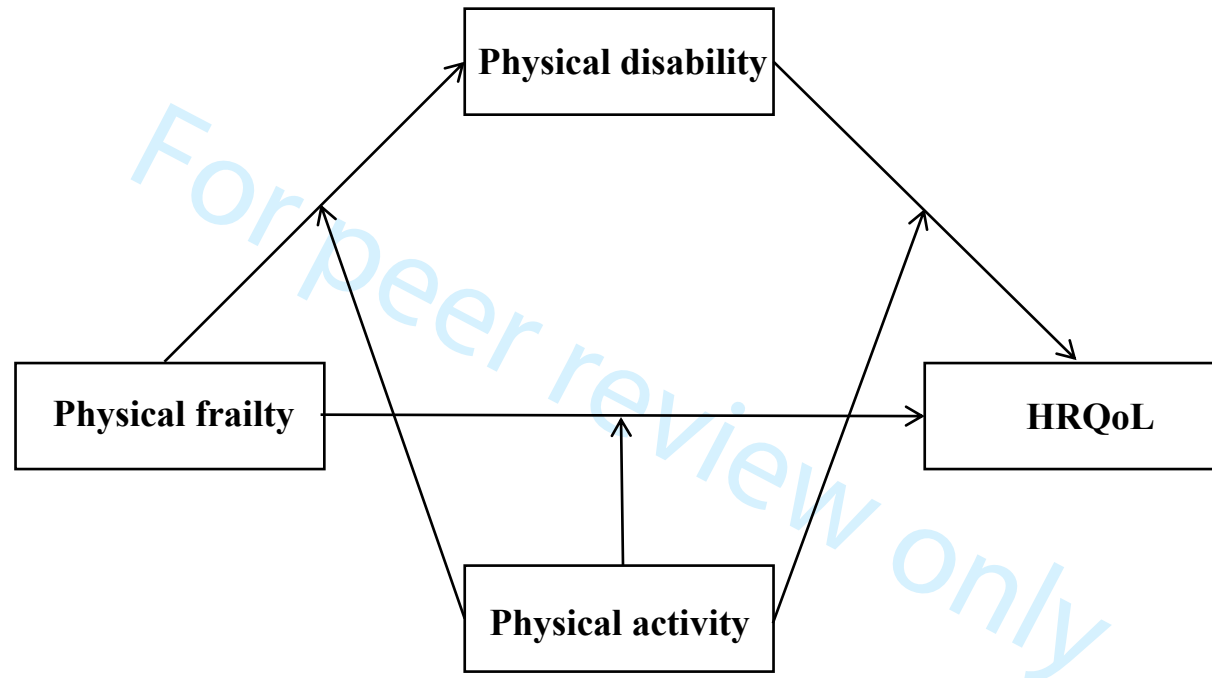 Physical disability
For peer review only
Physical frailty
HRQoL
Physical activity